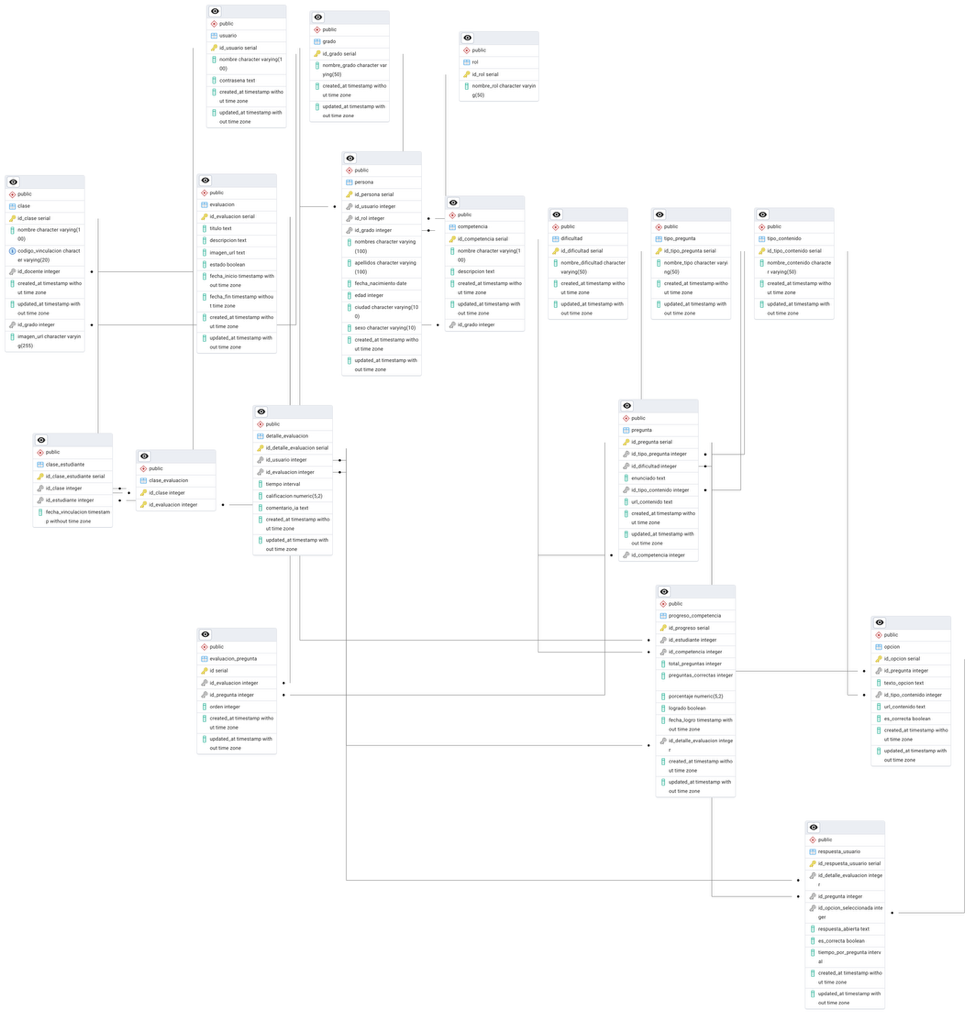 public
usuario
id_usuario serial
nombre character varying(1
00)
contrasena text
created_at timestamp witho
ut time zone
updated_at timestamp with
out time zone
public
grado
id_grado serial
nombre_grado character var
ying(50)
created_at timestamp witho
ut time zone
updated_at timestamp with
out time zone
public
rol
id_rol serial
nombre_rol character varyin
g(50)
public
clase
id_clase serial
nombre character varying(1
00)
codigo_vinculacion charact
er varying(20)
id_docente integer
created_at timestamp witho
ut time zone
updated_at timestamp with
out time zone
id_grado integer
imagen_url character varyin
g(255)
public
evaluacion
id_evaluacion serial
titulo text
descripcion text
imagen_url text
estado boolean
fecha_inicio timestamp with
out time zone
fecha_fin timestamp withou
t time zone
created_at timestamp witho
ut time zone
updated_at timestamp with
out time zone
public
persona
id_persona serial
id_usuario integer
id_rol integer
id_grado integer
nombres character varying
(100)
apellidos character varying
(100)
fecha_nacimiento date
edad integer
ciudad character varying(10
0)
sexo character varying(10)
created_at timestamp witho
ut time zone
updated_at timestamp with
out time zone
public
competencia
id_competencia serial
nombre character varying(1
00)
descripcion text
created_at timestamp witho
ut time zone
updated_at timestamp with
out time zone
id_grado integer
public
dificultad
id_dificultad serial
nombre_dificultad characte
r varying(50)
created_at timestamp witho
ut time zone
updated_at timestamp with
out time zone
public
tipo_pregunta
id_tipo_pregunta serial
nombre_tipo character varyi
ng(50)
created_at timestamp witho
ut time zone
updated_at timestamp with
out time zone
public
tipo_contenido
id_tipo_contenido serial
nombre_contenido characte
r varying(50)
created_at timestamp witho
ut time zone
updated_at timestamp with
out time zone
public
clase_estudiante
id_clase_estudiante serial
id_clase integer
id_estudiante integer
fecha_vinculacion timestam
p without time zone
public
clase_evaluacion
id_clase integer
id_evaluacion integer
public
detalle_evaluacion
id_detalle_evaluacion serial
id_usuario integer
id_evaluacion integer
tiempo interval
calificacion numeric(5,2)
comentario_ia text
created_at timestamp witho
ut time zone
updated_at timestamp with
out time zone
public
pregunta
id_pregunta serial
id_tipo_pregunta integer
id_dificultad integer
enunciado text
id_tipo_contenido integer
url_contenido text
created_at timestamp witho
ut time zone
updated_at timestamp with
out time zone
id_competencia integer
public
evaluacion_pregunta
id serial
id_evaluacion integer
id_pregunta integer
orden integer
created_at timestamp witho
ut time zone
updated_at timestamp with
out time zone
public
progreso_competencia
id_progreso serial
id_estudiante integer
id_competencia integer
total_preguntas integer
preguntas_correctas integer
porcentaje numeric(5,2)
logrado boolean
fecha_logro timestamp with
out time zone
id_detalle_evaluacion intege
r
created_at timestamp witho
ut time zone
updated_at timestamp with
out time zone
public
opcion
id_opcion serial
id_pregunta integer
texto_opcion text
id_tipo_contenido integer
url_contenido text
es_correcta boolean
created_at timestamp witho
ut time zone
updated_at timestamp with
out time zone
public
respuesta_usuario
id_respuesta_usuario serial
id_detalle_evaluacion intege
r
id_pregunta integer
id_opcion_seleccionada inte
ger
respuesta_abierta text
es_correcta boolean
tiempo_por_pregunta interv
al
created_at timestamp witho
ut time zone
updated_at timestamp with
out time zone